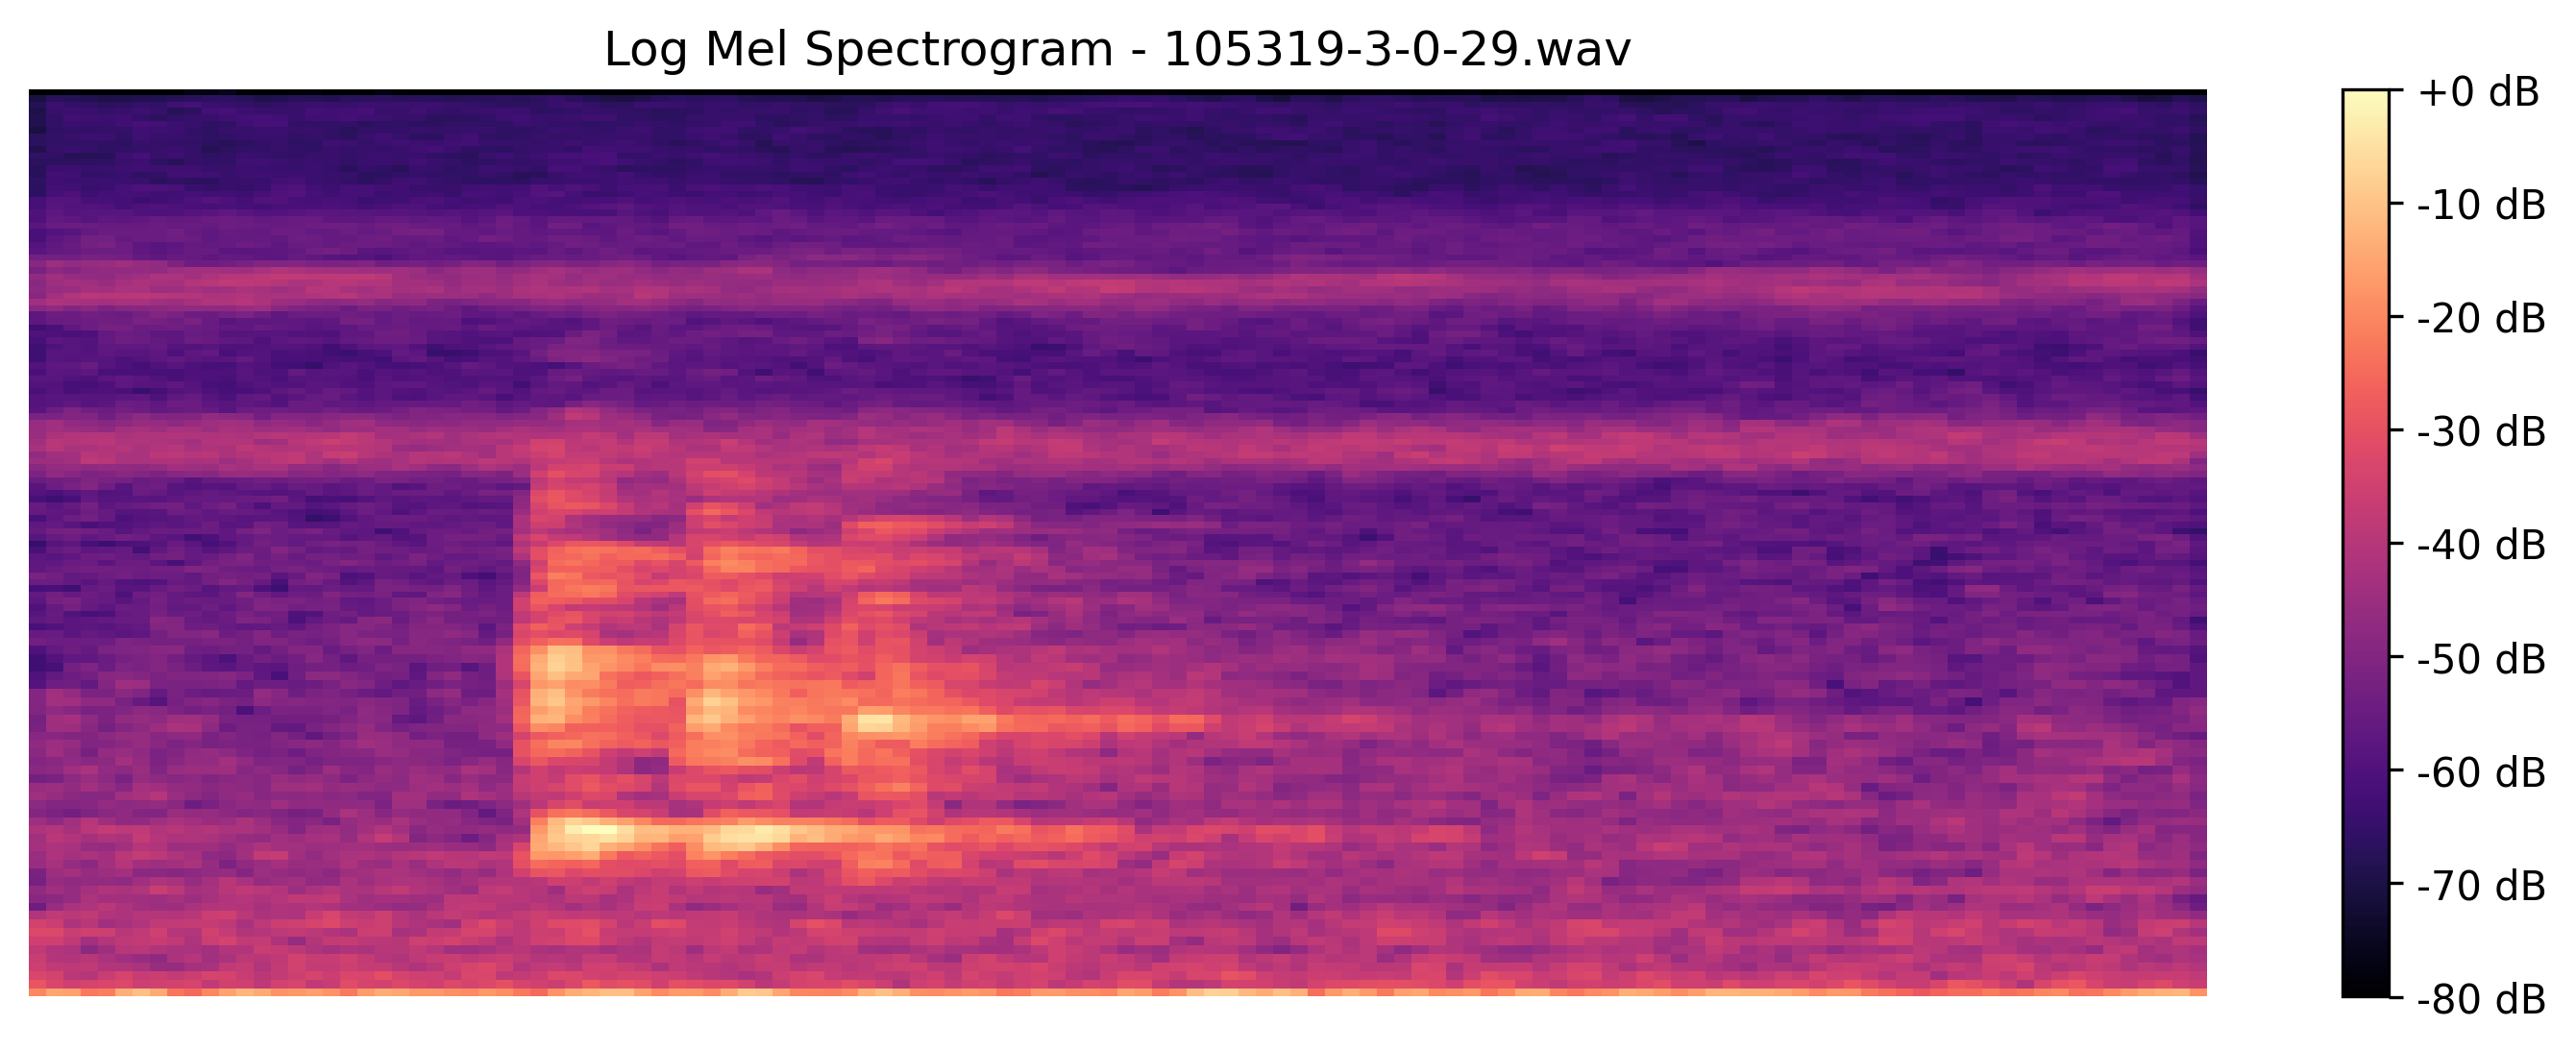 Log Mel Spectrogram - 105319-3-0-29.wav
+0 dB
-10 dB
-20 dB
-30 dB
-40 dB
-50 dB
-60 dB
-70 dB
-80 dB